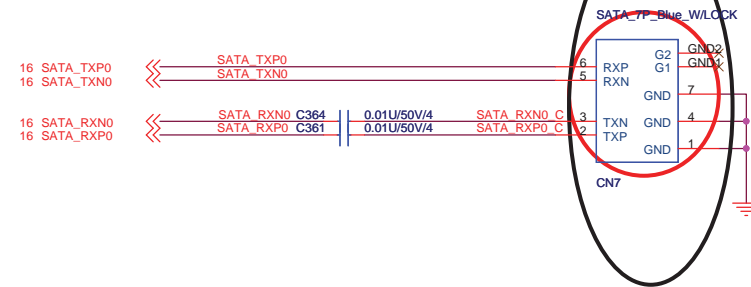 SATA_7P_Blue_W/LOCK
16 SATA_TXP0 SATA_TXP0 6 RXP G2 GND2
16 SATA_TXN0 SATA_TXN0 5 RXN G1 GND1
GND 7
16 SATA_RXN0 SATA_RXN0 C364 0.01U/50V/4 SATA_RXN0_C 3 TXN GND 4
16 SATA_RXP0 SATA_RXP0 C361 0.01U/50V/4 SATA_RXP0_C 2 TXP
GND 1
CN7